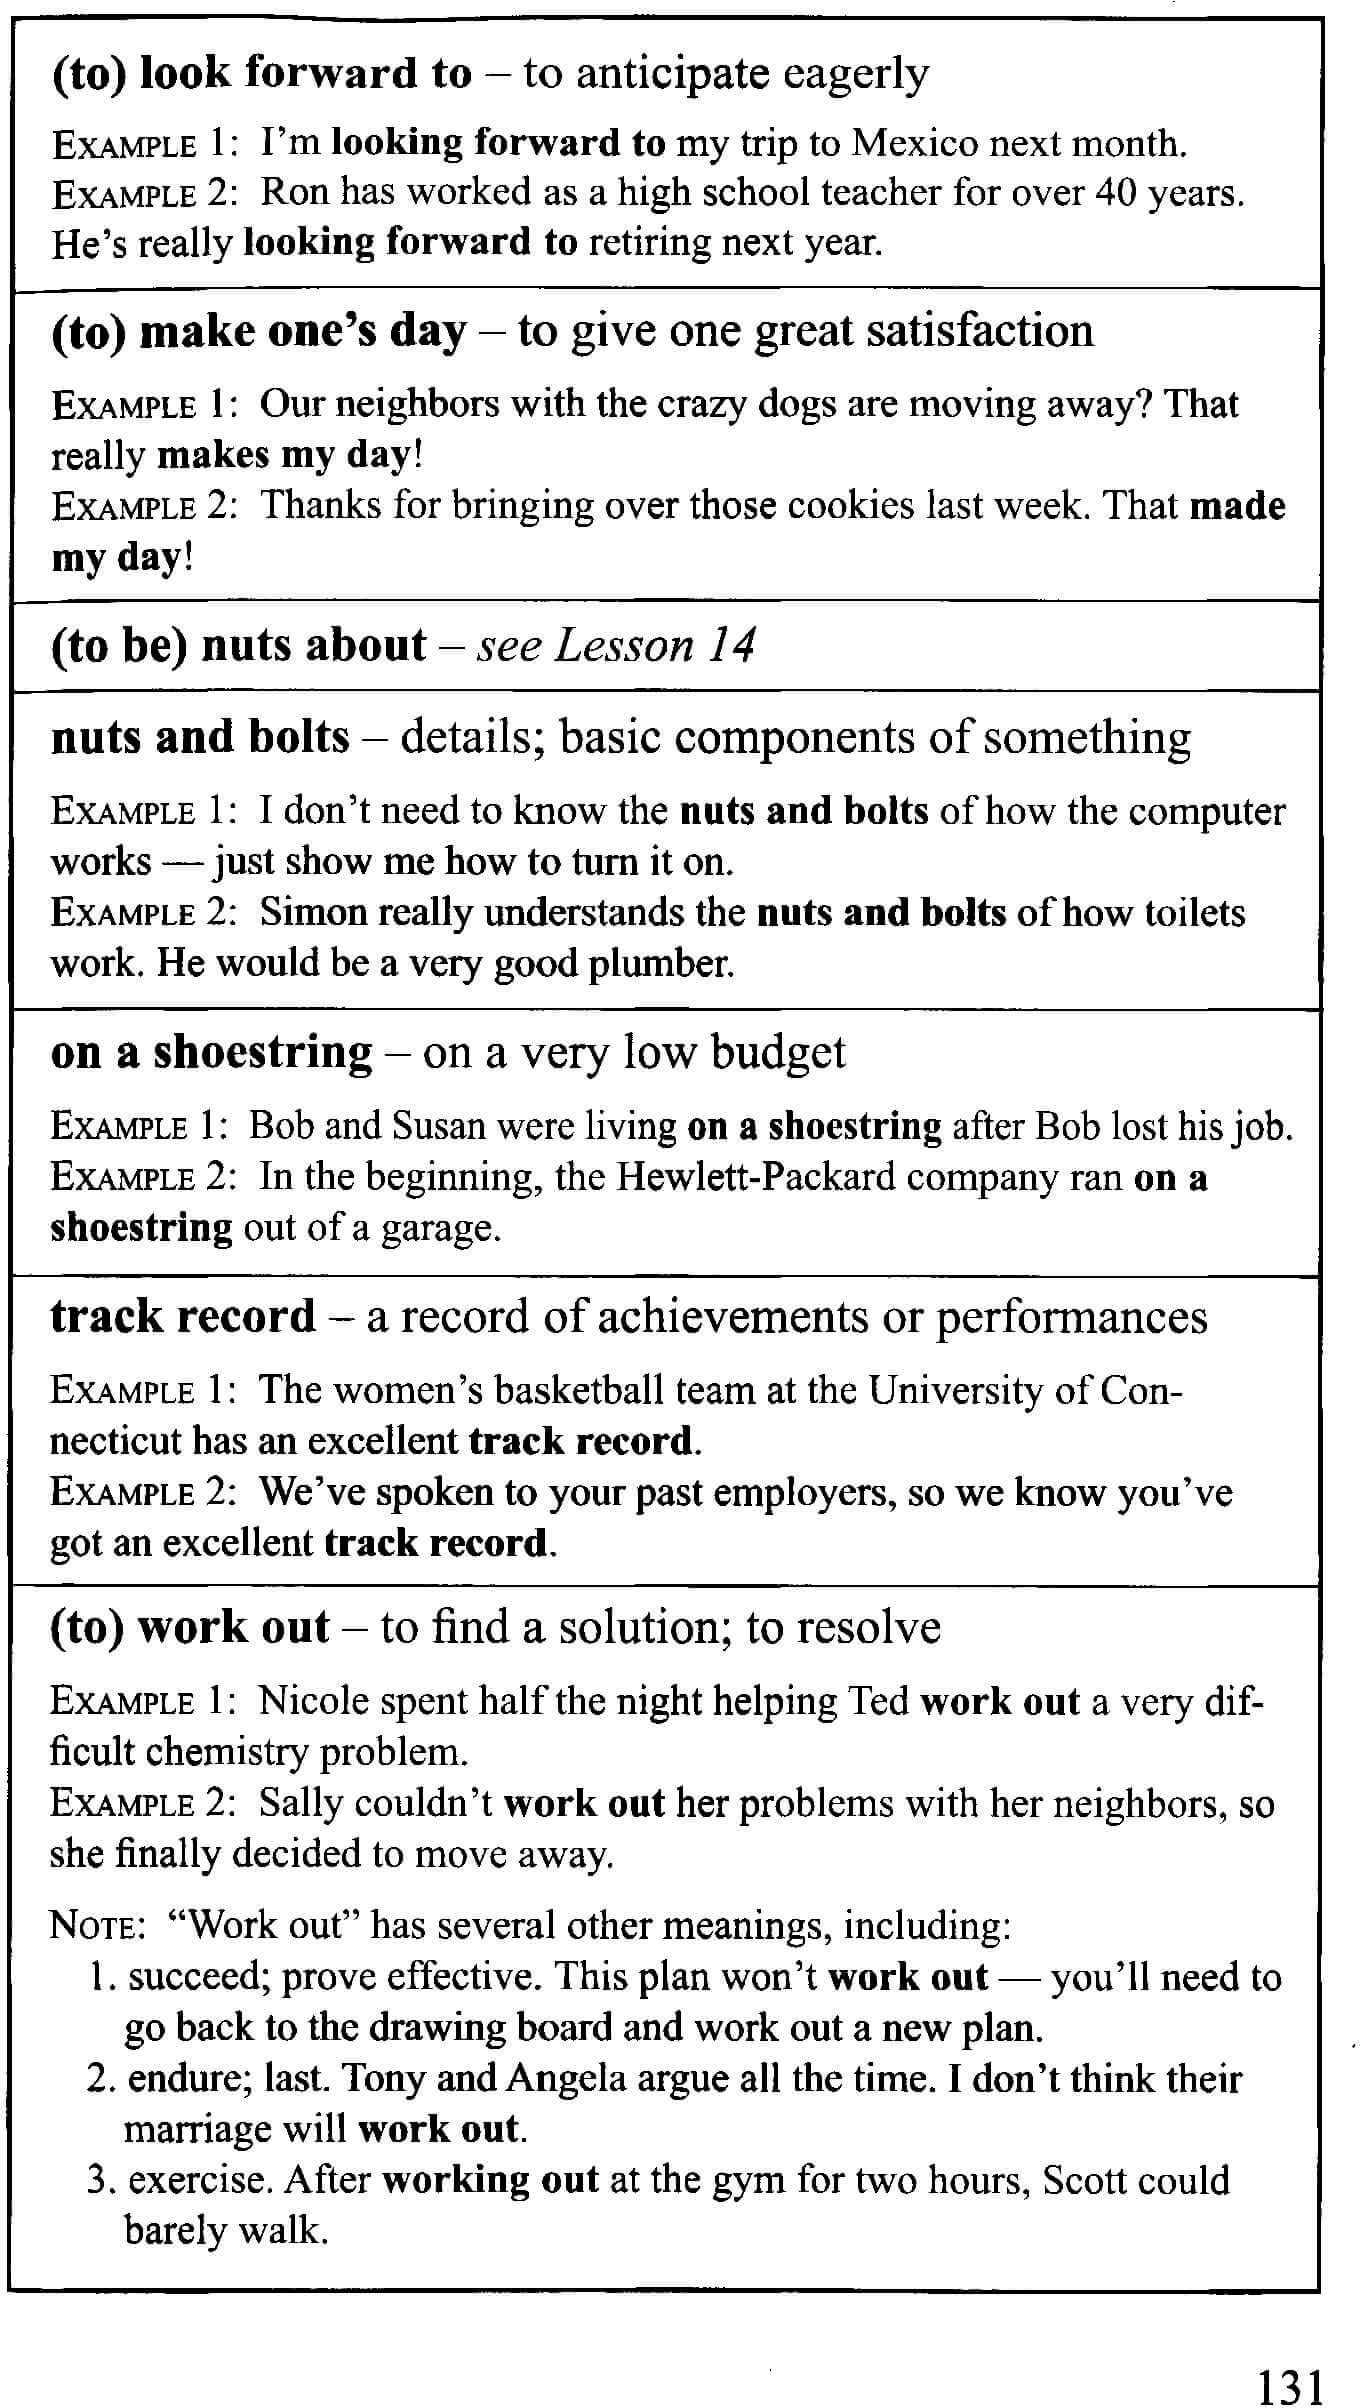 (to) look forward to – to anticipate eagerly
EXAMPLE 1: I'm looking forward to my trip to Mexico next month.
EXAMPLE 2: Ron has worked as a high school teacher for over 40 years.
He's really looking forward to retiring next year.
(to) make one's day – to give one great satisfaction
EXAMPLE 1: Our neighbors with the crazy dogs are moving away? That
really makes my day!
EXAMPLE 2: Thanks for bringing over those cookies last week. That made
my day!
(to be) nuts about – see Lesson 14
nuts and bolts – details; basic components of something
EXAMPLE 1: I don't need to know the nuts and bolts of how the computer
works — just show me how to turn it on.
EXAMPLE 2: Simon really understands the nuts and bolts of how toilets
work. He would be a very good plumber.
on a shoestring – on a very low budget
EXAMPLE 1: Bob and Susan were living on a shoestring after Bob lost his job.
EXAMPLE 2: In the beginning, the Hewlett-Packard company ran on a
shoestring out of a garage.
track record – a record of achievements or performances
EXAMPLE 1: The women's basketball team at the University of Con-
necticut has an excellent track record.
EXAMPLE 2: We've spoken to your past employers, so we know you've
got an excellent track record.
(to) work out – to find a solution; to resolve
EXAMPLE 1: Nicole spent half the night helping Ted work out a very dif-
ficult chemistry problem.
EXAMPLE 2: Sally couldn't work out her problems with her neighbors, so
she finally decided to move away.
NOTE: “Work out” has several other meanings, including:
1. succeed; prove effective. This plan won't work out — you'll need to
go back to the drawing board and work out a new plan.
2. endure; last. Tony and Angela argue all the time. I don't think their
marriage will work out.
3. exercise. After working out at the gym for two hours, Scott could
barely walk.
131